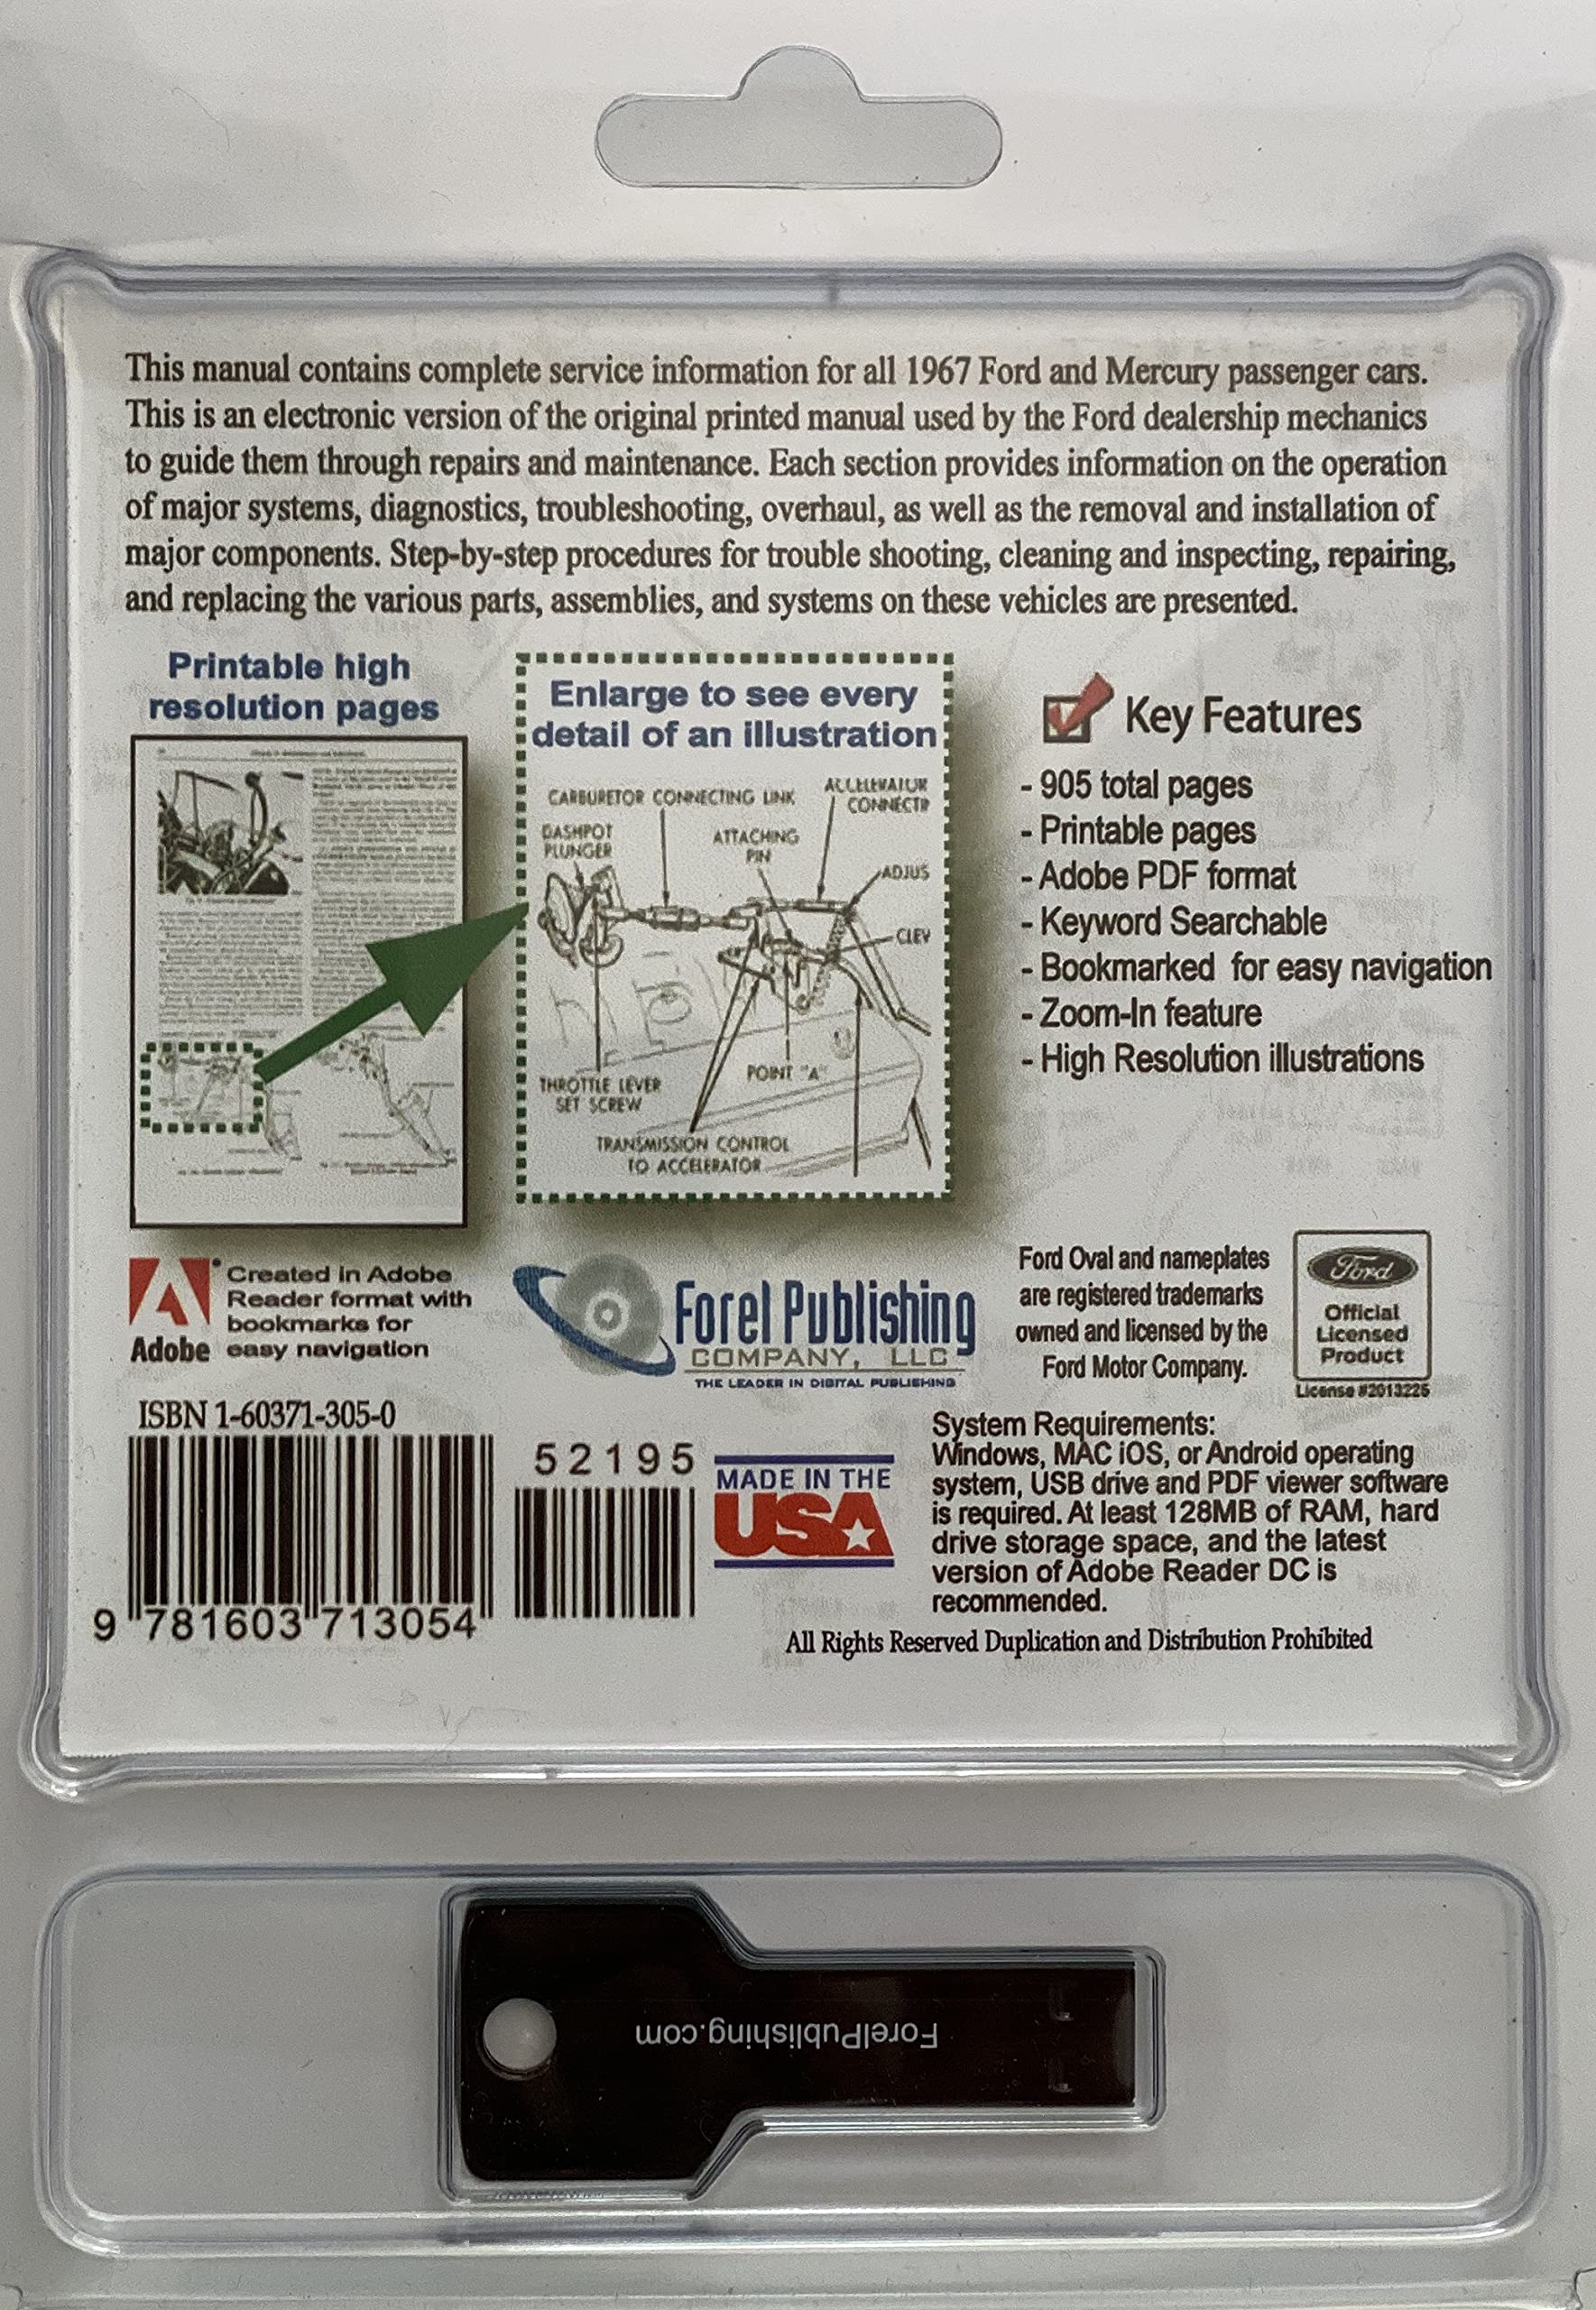 This manual contains complete service information for all 1967 Ford and Mercury passenger cars.
This is an electronic version of the original printed manual used by the Ford dealership mechanics
to guide them through repairs and maintenance. Each section provides information on the operation
of major systems, diagnostics, troubleshooting, overhaul, as well as the removal and installation of
major components. Step-by-step procedures for trouble shooting, cleaning and inspecting, repairing,
and replacing the various parts, assemblies, and systems on these vehicles are presented.
Printable high
resolution pages
Enlarge to see every
detail of an illustration
CARBURETOR CONNECTING LINK
ACCELERATOR
CONNECTR
DASHPOT
PLUNGER
ATTACHING
PIN
ADJUS
CLEV
THROTTLE LEVER
SET SCREW
POINT "A"
TRANSMISSION CONTROL
TO ACCELERATOR
Key Features
- 905 total pages
- Printable pages
- Adobe PDF format
- Keyword Searchable
- Bookmarked for easy navigation
- Zoom-In feature
- High Resolution illustrations
Adobe
Created in Adobe
Reader format with
bookmarks for
easy navigation
Forel Publishing
COMPANY, LLC
THE LEADER IN DIGITAL PUBLISHING
Ford Oval and nameplates
are registered trademarks
owned and licensed by the
Ford Motor Company.
Ford
Official
Licensed
Product
License #2013225
ISBN 1-60371-305-0
9 781603 713054
52195
MADE IN THE
USA
System Requirements:
Windows, MAC iOS, or Android operating
system, USB drive and PDF viewer software
is required. At least 128MB of RAM, hard
drive storage space, and the latest
version of Adobe Reader DC is
recommended.
All Rights Reserved Duplication and Distribution Prohibited
ForelPublishing.com